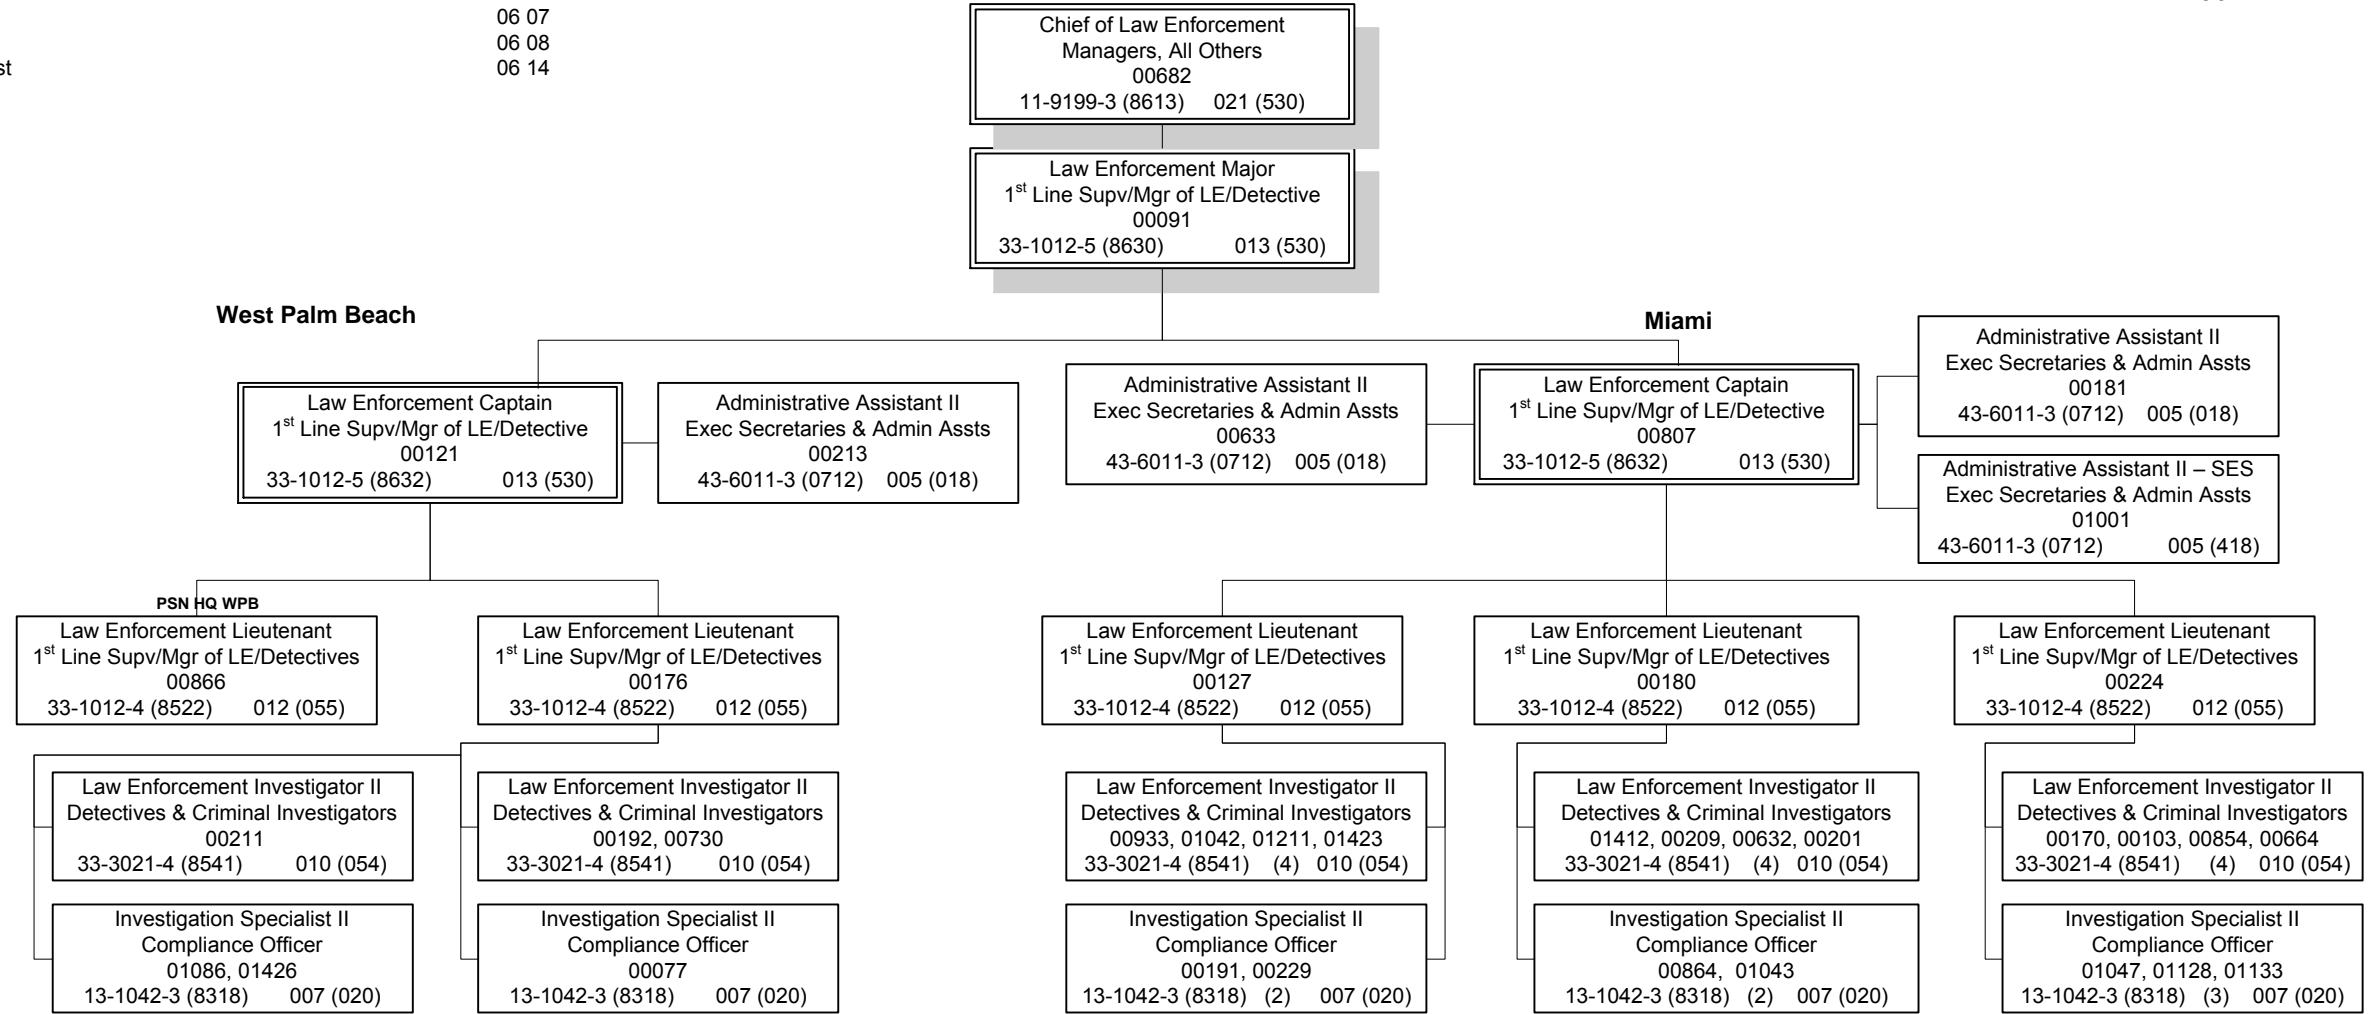 06 07
06 08
st 06 14
Chief of Law Enforcement
Managers, All Others
00682
11-9199-3 (8613) 021 (530)
Law Enforcement Major
1st Line Supv/Mgr of LE/Detective
00091
33-1012-5 (8630) 013 (530)
West Palm Beach
Miami
Law Enforcement Captain
1st Line Supv/Mgr of LE/Detective
00121
33-1012-5 (8632) 013 (530)
Administrative Assistant II
Exec Secretaries & Admin Assts
00213
43-6011-3 (0712) 005 (018)
Administrative Assistant II
Exec Secretaries & Admin Assts
00633
43-6011-3 (0712) 005 (018)
Law Enforcement Captain
1st Line Supv/Mgr of LE/Detective
00807
33-1012-5 (8632) 013 (530)
Administrative Assistant II
Exec Secretaries & Admin Assts
00181
43-6011-3 (0712) 005 (018)
Administrative Assistant II – SES
Exec Secretaries & Admin Assts
01001
43-6011-3 (0712) 005 (418)
PSN HQ WPB
Law Enforcement Lieutenant
1st Line Supv/Mgr of LE/Detectives
00866
33-1012-4 (8522) 012 (055)
Law Enforcement Lieutenant
1st Line Supv/Mgr of LE/Detectives
00176
33-1012-4 (8522) 012 (055)
Law Enforcement Lieutenant
1st Line Supv/Mgr of LE/Detectives
00127
33-1012-4 (8522) 012 (055)
Law Enforcement Lieutenant
1st Line Supv/Mgr of LE/Detectives
00180
33-1012-4 (8522) 012 (055)
Law Enforcement Lieutenant
1st Line Supv/Mgr of LE/Detectives
00224
33-1012-4 (8522) 012 (055)
Law Enforcement Investigator II
Detectives & Criminal Investigators
00211
33-3021-4 (8541) 010 (054)
Law Enforcement Investigator II
Detectives & Criminal Investigators
00192, 00730
33-3021-4 (8541) 010 (054)
Law Enforcement Investigator II
Detectives & Criminal Investigators
00933, 01042, 01211, 01423
33-3021-4 (8541) (4) 010 (054)
Law Enforcement Investigator II
Detectives & Criminal Investigators
01412, 00209, 00632, 00201
33-3021-4 (8541) (4) 010 (054)
Law Enforcement Investigator II
Detectives & Criminal Investigators
00170, 00103, 00854, 00664
33-3021-4 (8541) (4) 010 (054)
Investigation Specialist II
Compliance Officer
01086, 01426
13-1042-3 (8318) 007 (020)
Investigation Specialist II
Compliance Officer
00077
13-1042-3 (8318) 007 (020)
Investigation Specialist II
Compliance Officer
00191, 00229
13-1042-3 (8318) (2) 007 (020)
Investigation Specialist II
Compliance Officer
00864, 01043
13-1042-3 (8318) (2) 007 (020)
Investigation Specialist II
Compliance Officer
01047, 01128, 01133
13-1042-3 (8318) (3) 007 (020)